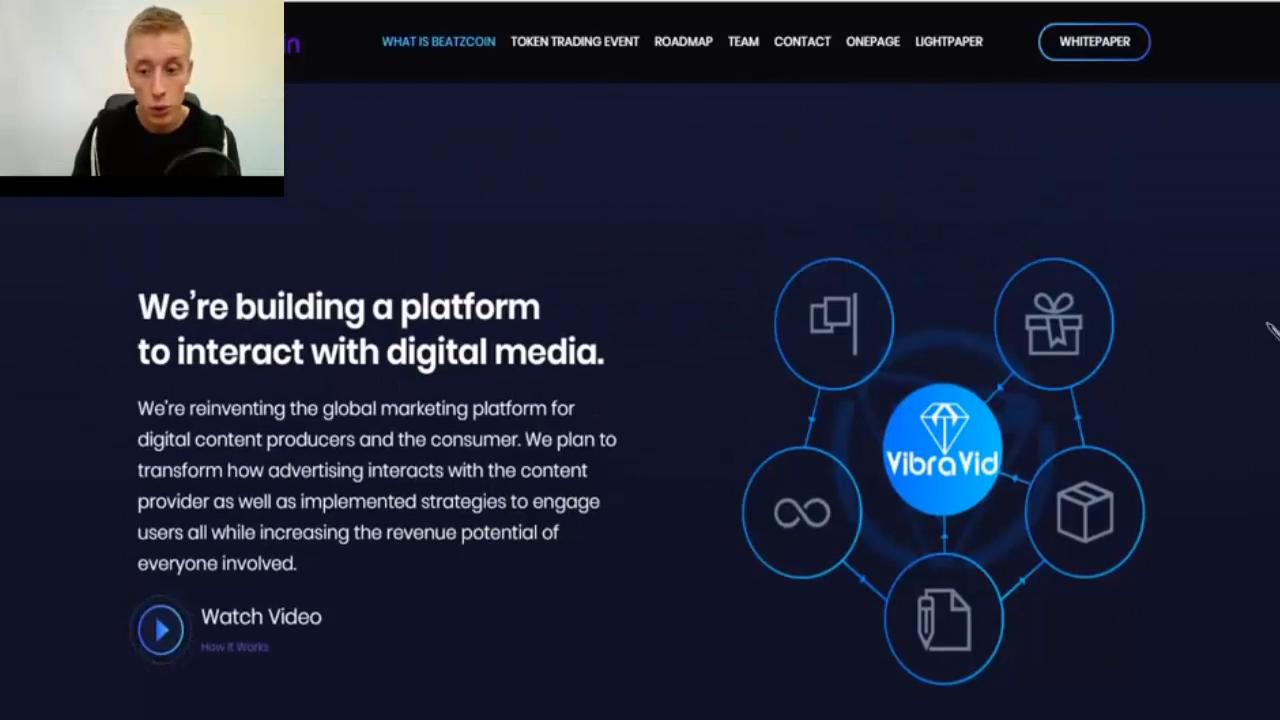 in
WHAT IS BEATZCOIN
TOKEN TRADING EVENT
ROADMAP
TEAM
CONTACT
ONEPAGE
LIGHTPAPER
WHITEPAPER
We're building a platform
to interact with digital media.
We're reinventing the global marketing platform for
digital content producers and the consumer. We plan to
transform how advertising interacts with the content
provider as well as implemented strategies to engage
users all while increasing the revenue potential of
everyone involved.
Watch Video
How It Works
VibraVid